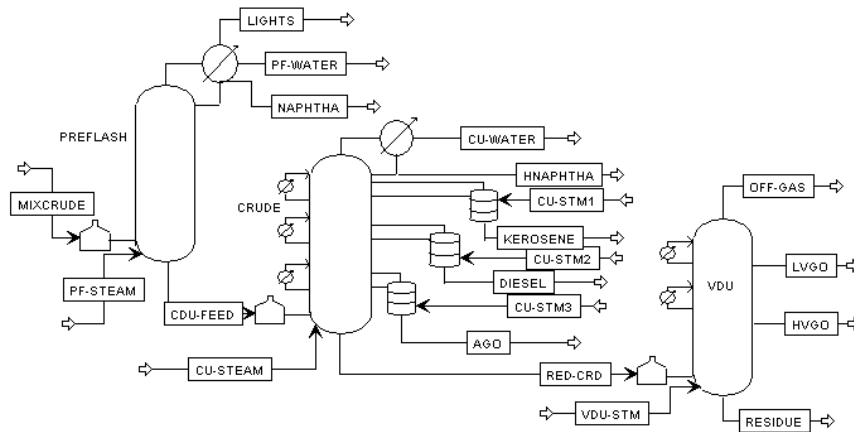 LIGHTS
PF-WATER
NAPHTHA
PREFLASH
CU-WATER
HNAPHTHA
OFF-GAS
MIXCRUDE
CRUDE
CU-STM1
KEROSENE
CU-STM2
LVGO
VDU
PF-STEAM
DIESEL
CDU-FEED
CU-STM3
HVGO
AGO
CU-STEAM
RED-CRD
VDU-STM
RESIDUE